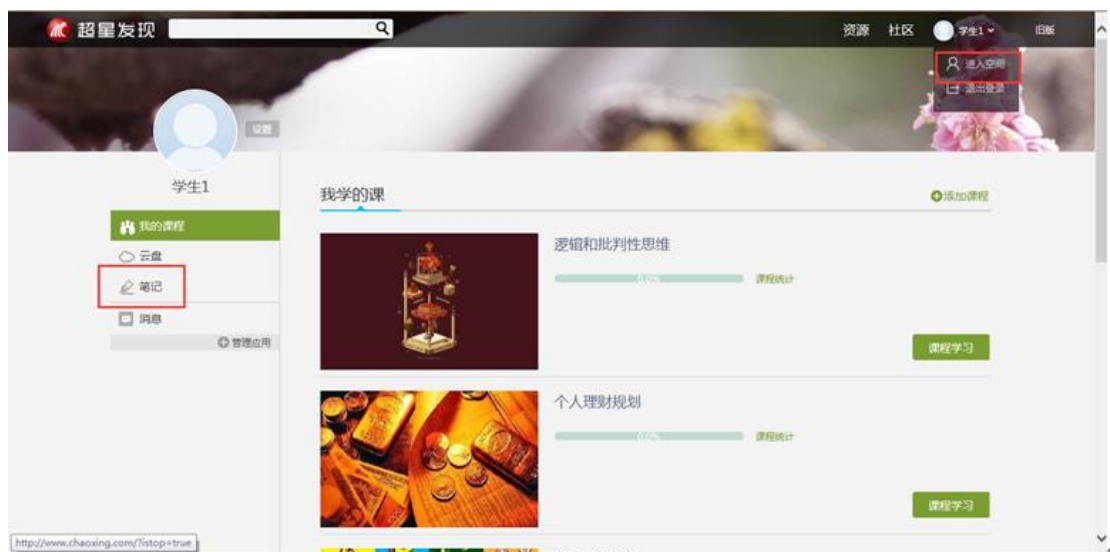 超星发现
资源 社区 学生1 旧版
进入空间
退出登录
设置
学生1
我的课程
云盘
笔记
消息
管理应用
我学的课
添加课程
逻辑和批判性思维
0.0%
课程统计
课程学习
个人理财规划
0.0%
课程统计
课程学习
http://www.chaoxing.com/?istop=true